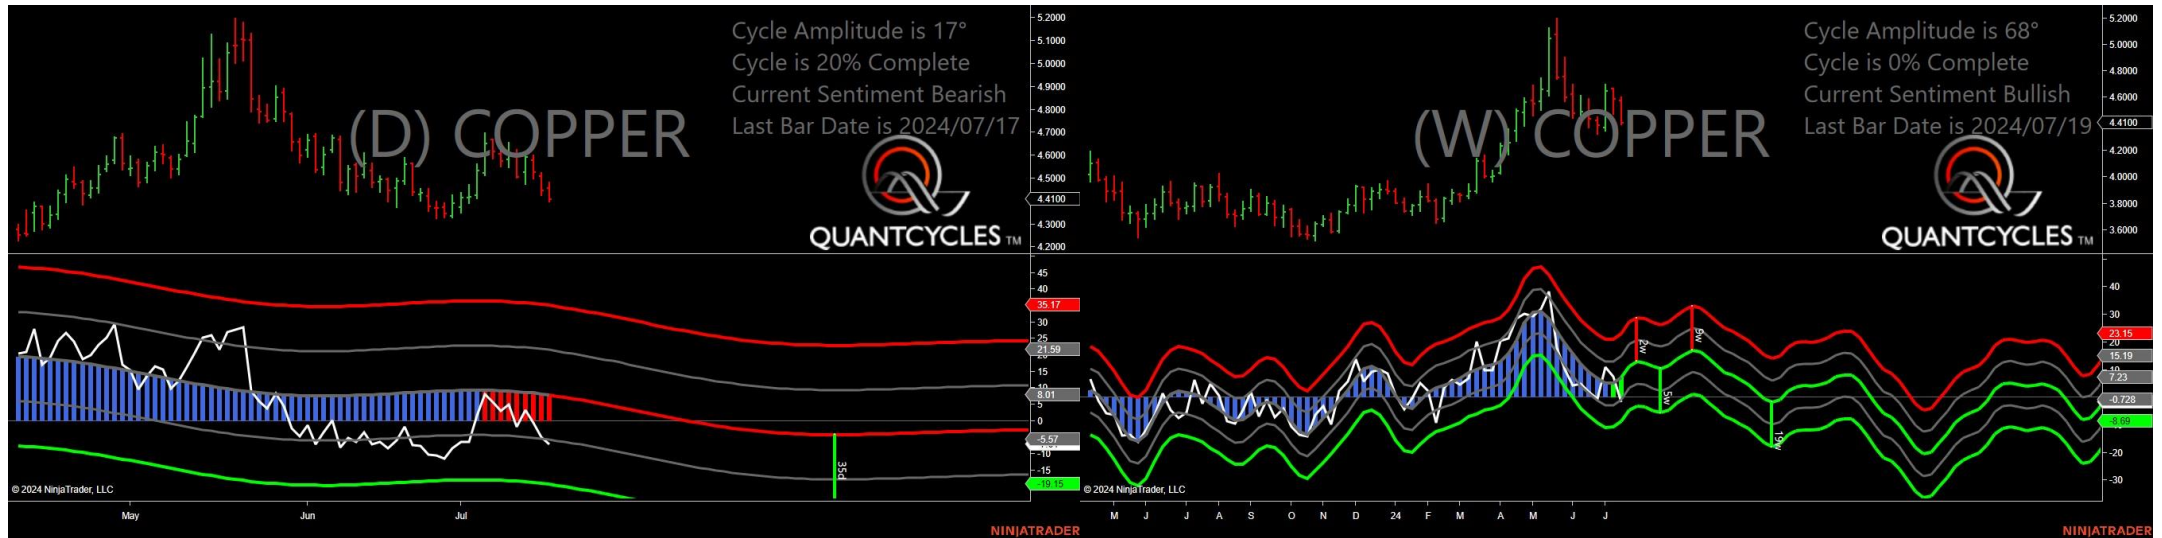 Cycle Amplitude is 17°
Cycle is 20% Complete
Current Sentiment Bearish
Last Bar Date is 2024/07/17
(D) COPPER
QUANTCYCLES TM
5.2000
5.1000
5.0000
4.9000
4.8000
4.7000
4.6000
4.5000
4.4100
4.3000
4.2000
45
35.17
30
25
21.59
15
10
8.01
5
0
-5.57
-10
-15
-19.15
35d
© 2024 NinjaTrader, LLC
May
Jun
Jul
NINJATRADER
Cycle Amplitude is 68°
Cycle is 0% Complete
Current Sentiment Bullish
Last Bar Date is 2024/07/19
(W) COPPER
QUANTCYCLES TM
5.2000
5.0000
4.8000
4.6000
4.4100
4.2000
4.0000
3.8000
3.6000
40
30
23.15
20
15.19
10
7.23
-0.728
-8.69
-20
-30
2w
5w
9w
19w
© 2024 NinjaTrader, LLC
M
J
J
A
S
O
N
D
24
F
M
A
M
J
J
NINJATRADER